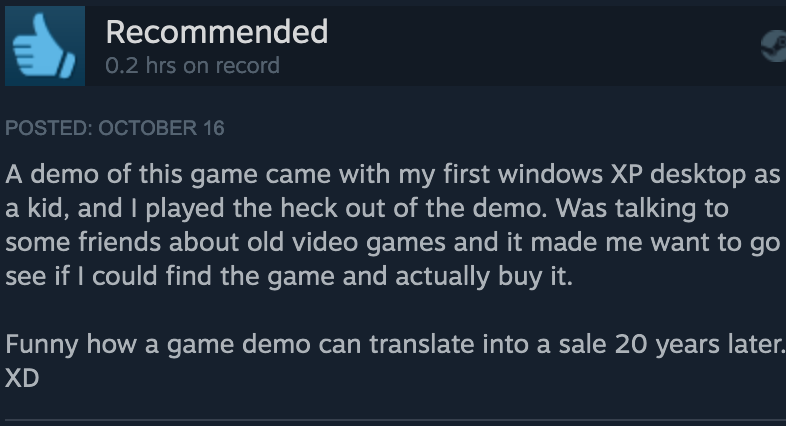 Recommended
0.2 hrs on record
POSTED: OCTOBER 16
A demo of this game came with my first windows XP desktop as
a kid, and I played the heck out of the demo. Was talking to
some friends about old video games and it made me want to go
see if I could find the game and actually buy it.
Funny how a game demo can translate into a sale 20 years later.
XD